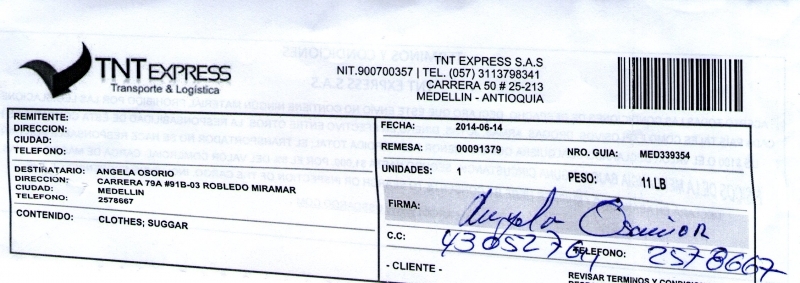 TNT EXPRESS
Transporte & Logística
TNT EXPRESS S.A.S
NIT.900700357 | TEL. (057) 3113798341
CARRERA 50 # 25-213
MEDELLIN - ANTIOQUIA
REMITENTE:
DIRECCION:
CIUDAD:
TELEFONO:
DESTINATARIO: ANGELA OSORIO
DIRECCION: CARRERA 79A #91B-03 ROBLEDO MIRAMAR
CIUDAD: MEDELLIN
TELEFONO: 2578667
CONTENIDO: CLOTHES; SUGGAR
FECHA: 2014-06-14
REMESA: 00091379 NRO. GUIA: MED339354
UNIDADES: 1 PESO: 11 LB
FIRMA: Angela Osorio
C.C: 43052764 TELEFONO: 2578667
- CLIENTE -
REVISAR TERMINOS Y